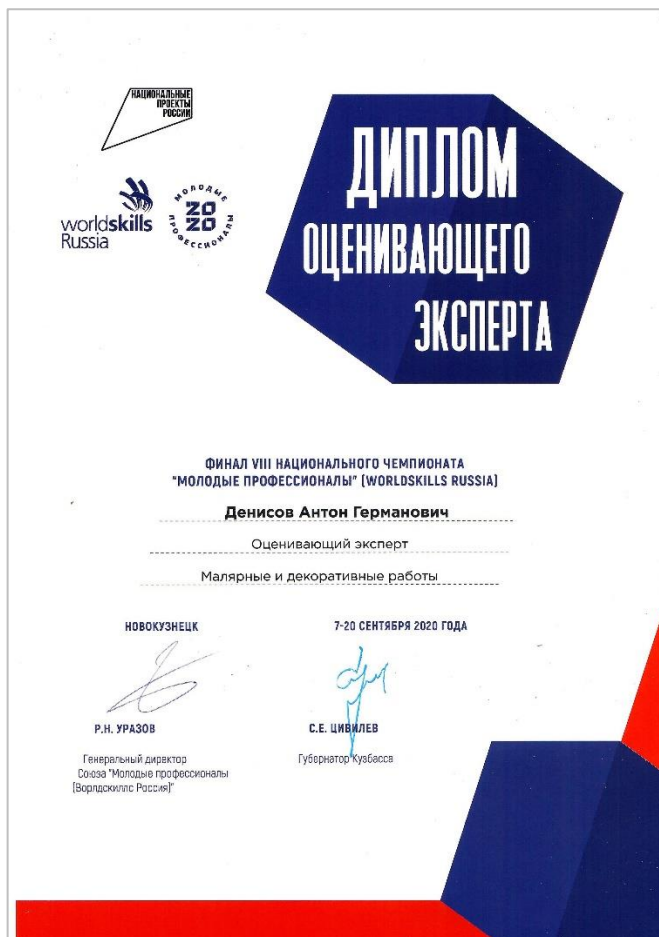 НАЦИОНАЛЬНЫЕ
ПРОЕКТЫ
РОССИИ
worldskills
Russia
МОЛОДЫЕ
2020
ПРОФЕССИОНАЛЫ
ДИПЛОМ
ОЦЕНИВАЮЩЕГО
ЭКСПЕРТА
ФИНАЛ VIII НАЦИОНАЛЬНОГО ЧЕМПИОНАТА
"МОЛОДЫЕ ПРОФЕССИОНАЛЫ" (WORLDSKILLS RUSSIA)
Денисов Антон Германович
Оценивающий эксперт
Малярные и декоративные работы
НОВОКУЗНЕЦК
7-20 СЕНТЯБРЯ 2020 ГОДА
Р.Н. УРАЗОВ
Генеральный директор
Союза "Молодые профессионалы
(Ворлдскиллс Россия)"
С.Е. ЦИВИЛЕВ
Губернатор Кузбасса